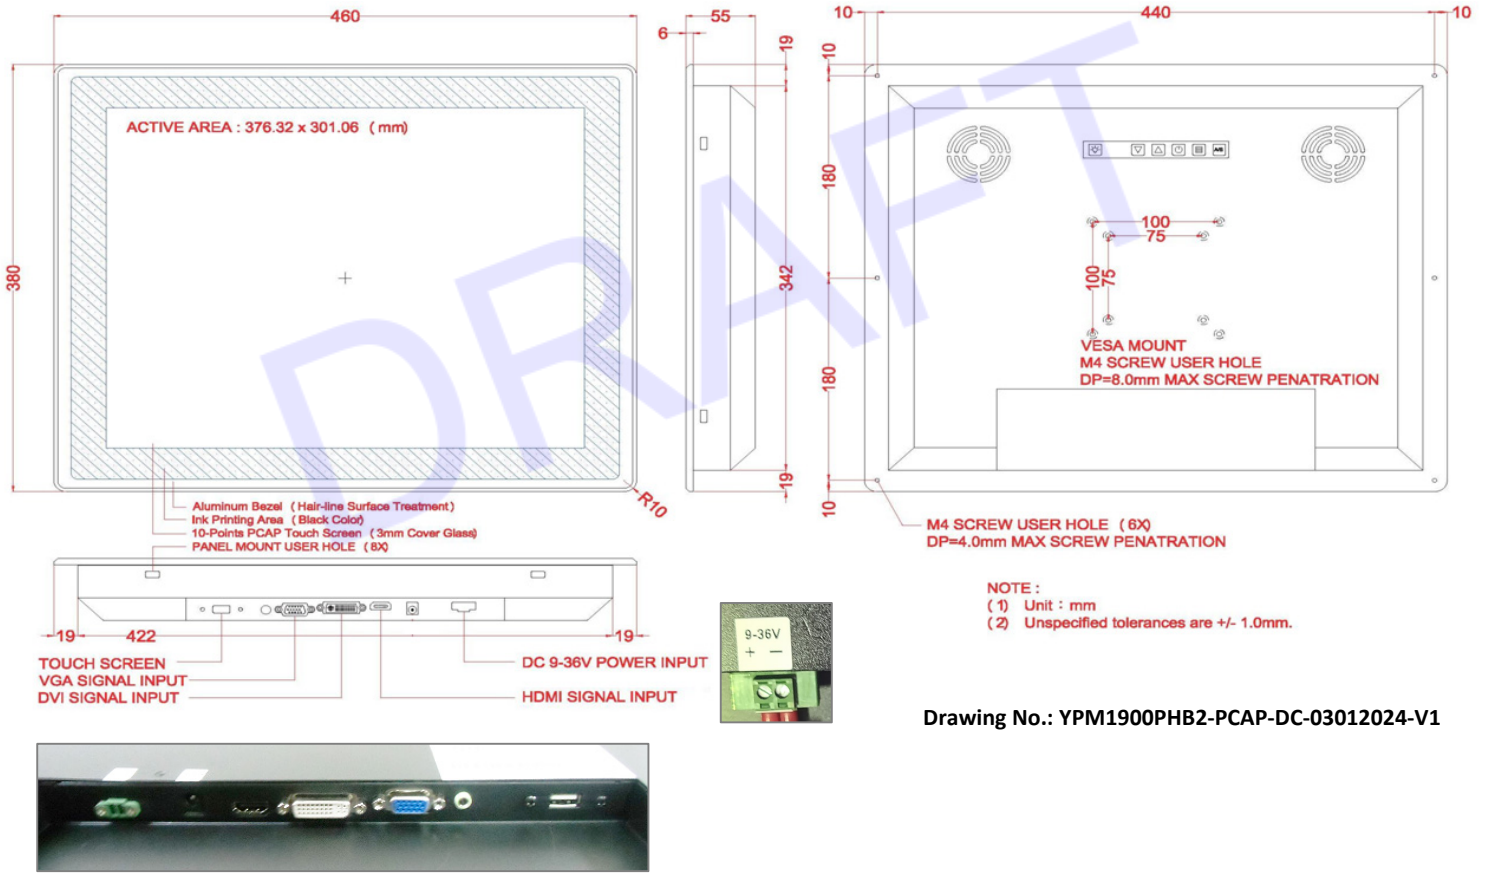 460
55
6
19
10
440
10
10
380
ACTIVE AREA : 376.32 x 301.06 ( mm)
342
180
100
75
100
75
180
VESA MOUNT
M4 SCREW USER HOLE
DP=8.0mm MAX SCREW PENATRATION
A/S
DRAFT
19
10
R10
Aluminum Bezel ( Hair-line Surface Treatment )
Ink Printing Area ( Black Color)
10-Points PCAP Touch Screen ( 3mm Cover Glass)
PANEL MOUNT USER HOLE ( 8X)
M4 SCREW USER HOLE ( 6X)
DP=4.0mm MAX SCREW PENATRATION
NOTE :
( 1) Unit : mm
( 2) Unspecified tolerances are +/- 1.0mm.
19
422
19
TOUCH SCREEN
VGA SIGNAL INPUT
DVI SIGNAL INPUT
DC 9-36V POWER INPUT
HDMI SIGNAL INPUT
9-36V
+ −
Drawing No.: YPM1900PHB2-PCAP-DC-03012024-V1